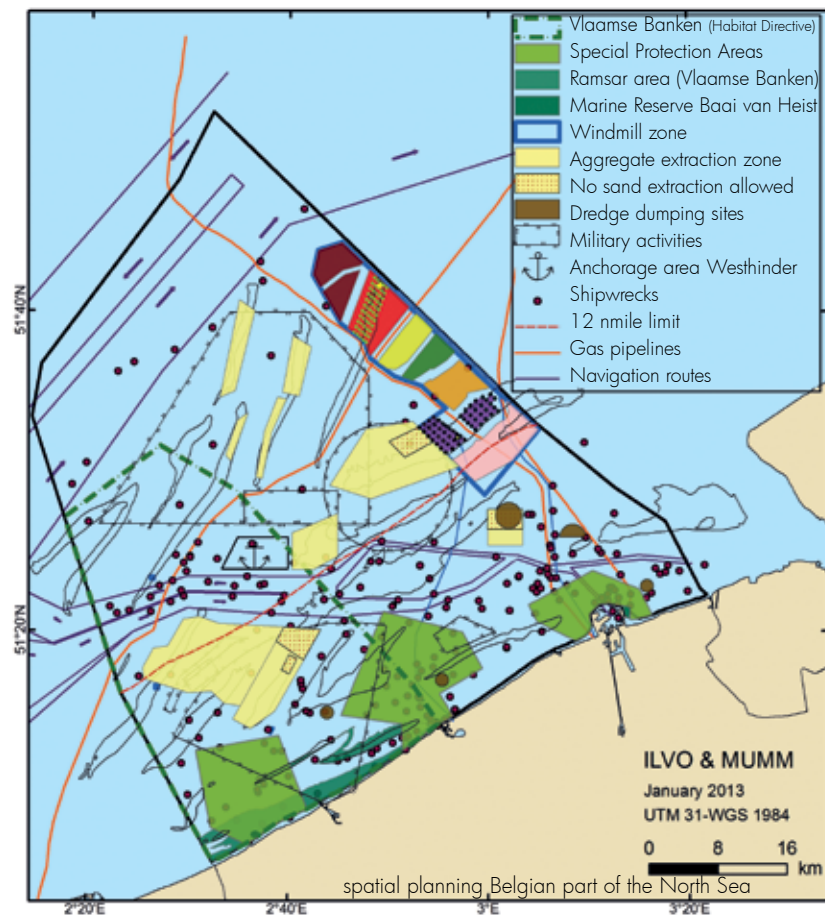 Vlaamse Banken (Habitat Directive)
Special Protection Areas
Ramsar area (Vlaamse Banken)
Marine Reserve Baai van Heist
Windmill zone
Aggregate extraction zone
No sand extraction allowed
Dredge dumping sites
Military activities
Anchorage area Westhinder
Shipwrecks
12 nmile limit
Gas pipelines
Navigation routes
51°40'N
51°20'N
ILVO & MUMM
January 2013
UTM 31-WGS 1984
0 8 16
km
spatial planning Belgian part of the North Sea
2°20'E 2°40'E 3°E 3°20'E